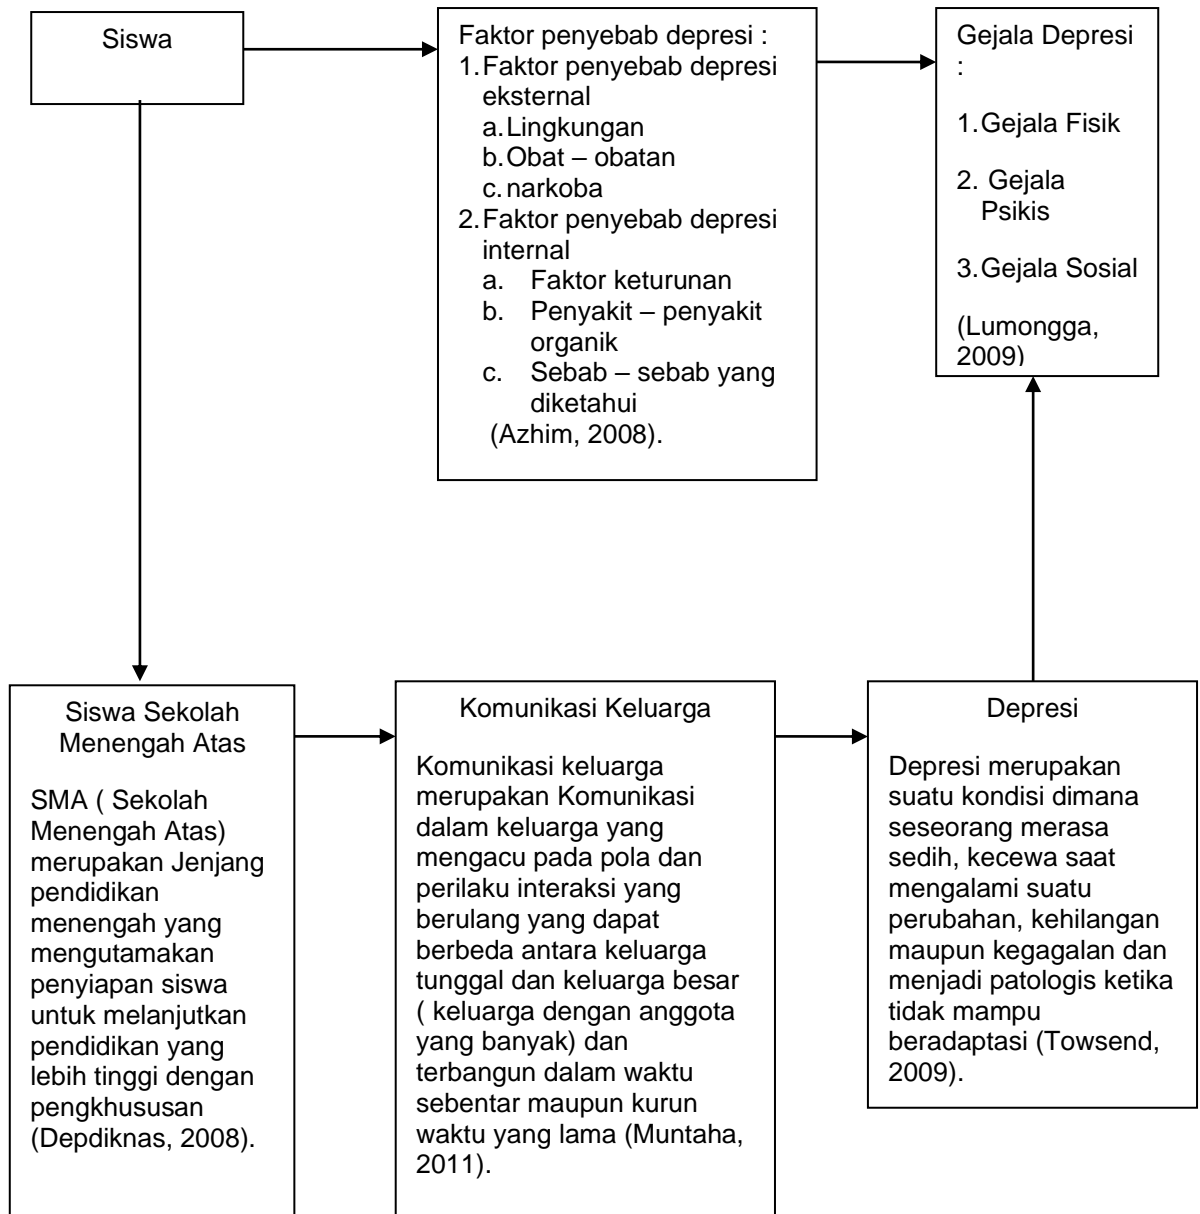 Siswa
Faktor penyebab depresi :
1.Faktor penyebab depresi
eksternal
a.Lingkungan
b.Obat – obatan
c.narkoba
2.Faktor penyebab depresi
internal
a. Faktor keturunan
b. Penyakit – penyakit
organik
c. Sebab – sebab yang
diketahui
(Azhim, 2008).
Gejala Depresi
:
1.Gejala Fisik
2. Gejala
Psikis
3.Gejala Sosial
(Lumongga,
2009)
Siswa Sekolah
Menengah Atas
SMA ( Sekolah
Menengah Atas)
merupakan Jenjang
pendidikan
menengah yang
mengutamakan
penyiapan siswa
untuk melanjutkan
pendidikan yang
lebih tinggi dengan
pengkhususan
(Depdiknas, 2008).
Komunikasi Keluarga
Komunikasi keluarga
merupakan Komunikasi
dalam keluarga yang
mengacu pada pola dan
perilaku interaksi yang
berulang yang dapat
berbeda antara keluarga
tunggal dan keluarga besar
( keluarga dengan anggota
yang banyak) dan
terbangun dalam waktu
sebentar maupun kurun
waktu yang lama (Muntaha,
2011).
Depresi
Depresi merupakan
suatu kondisi dimana
seseorang merasa
sedih, kecewa saat
mengalami suatu
perubahan, kehilangan
maupun kegagalan dan
menjadi patologis ketika
tidak mampu
beradaptasi (Towsend,
2009).